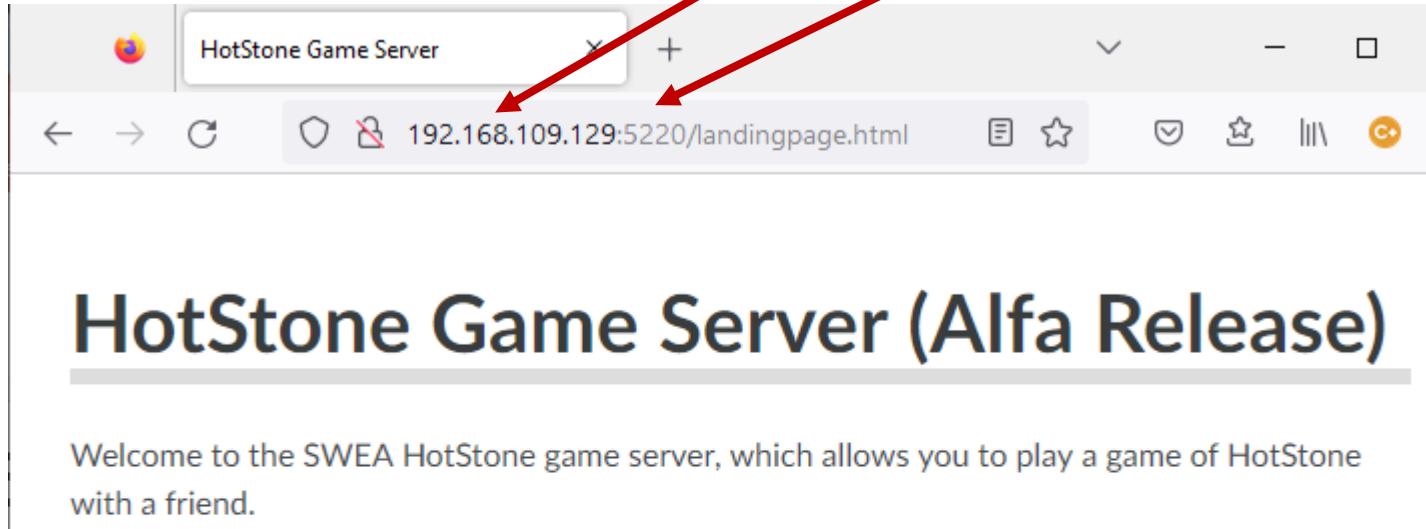 HotStone Game Server
192.168.109.129:5220/landingpage.html
HotStone Game Server (Alfa Release)
Welcome to the SWEA HotStone game server, which allows you to play a game of HotStone
with a friend.